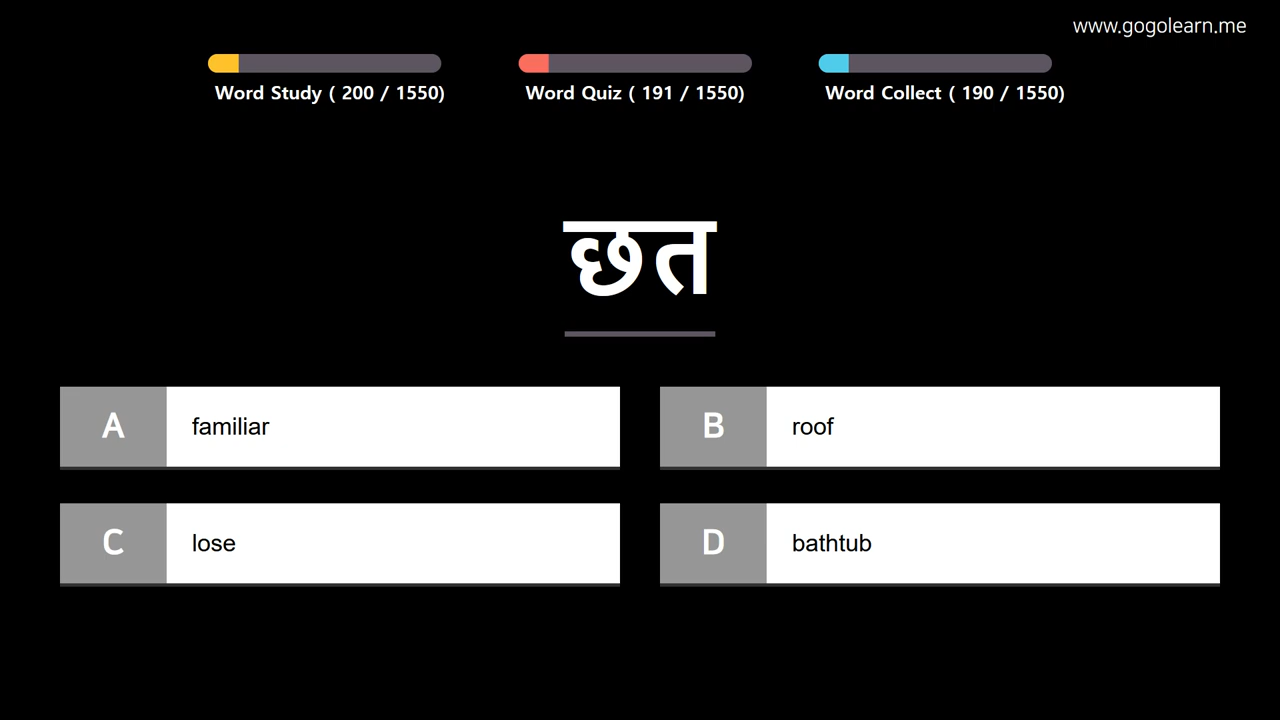 www.gogolearn.me
Word Study ( 200 / 1550)
Word Quiz ( 191 / 1550)
Word Collect ( 190 / 1550)
छत
A familiar
B roof
C lose
D bathtub